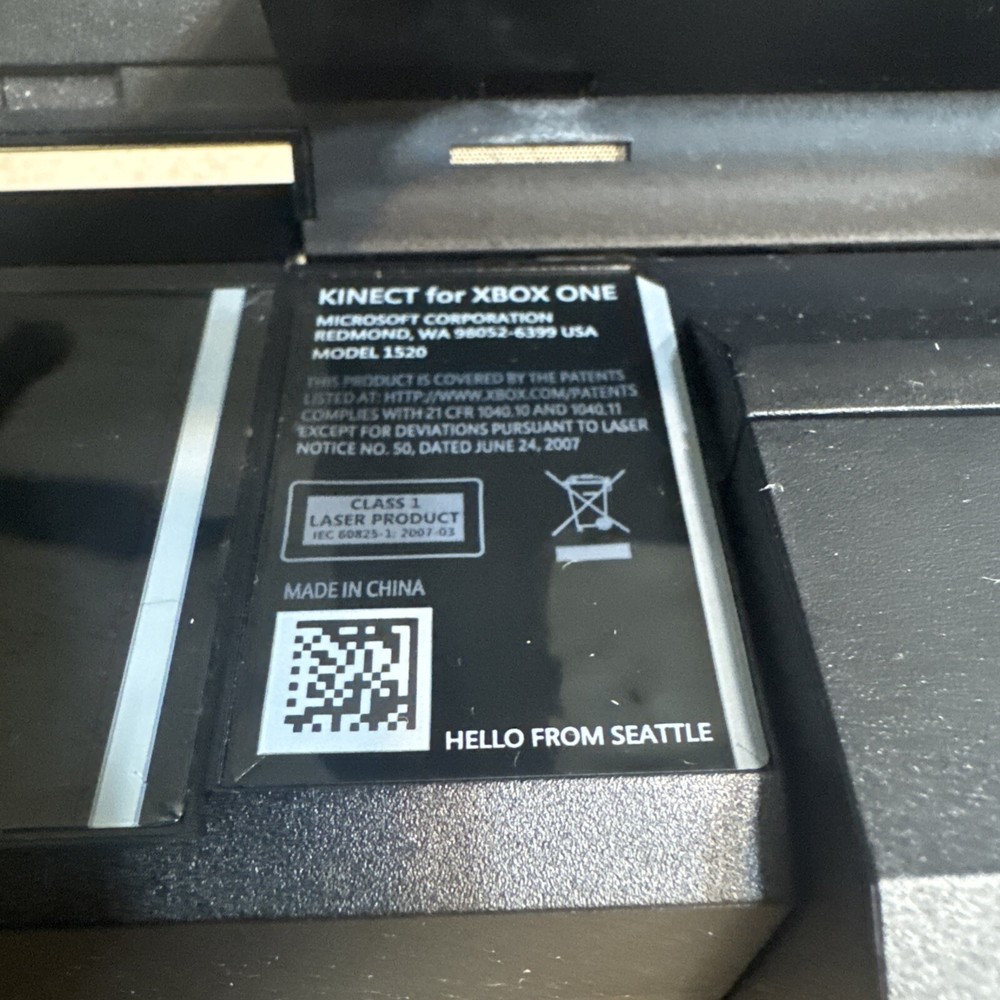 KINECT for XBOX ONE
MICROSOFT CORPORATION
REDMOND, WA 98052-6399 USA
MODEL 1520
THIS PRODUCT IS COVERED BY THE PATENTS
LISTED AT: HTTP://WWW.XBOX.COM/PATENTS
COMPLIES WITH 21 CFR 1040.10 AND 1040.11
EXCEPT FOR DEVIATIONS PURSUANT TO LASER
NOTICE NO. 50, DATED JUNE 24, 2007
CLASS 1
LASER PRODUCT
IEC 60825-1: 2007-03
MADE IN CHINA
HELLO FROM SEATTLE